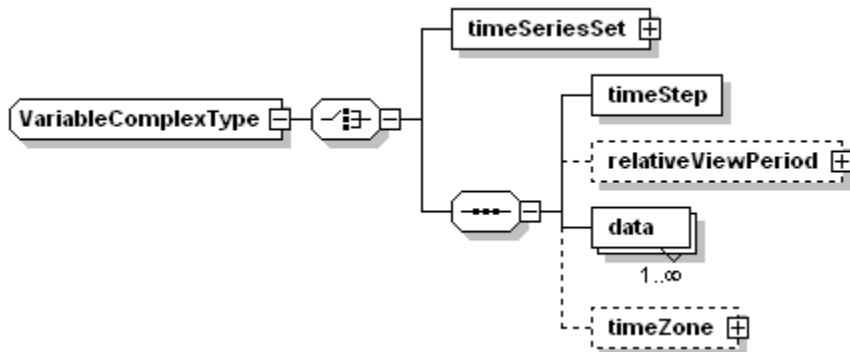 timeSeriesSet
VariableComplexType
timeStep
relativeViewPeriod
data
1..∞
timeZone